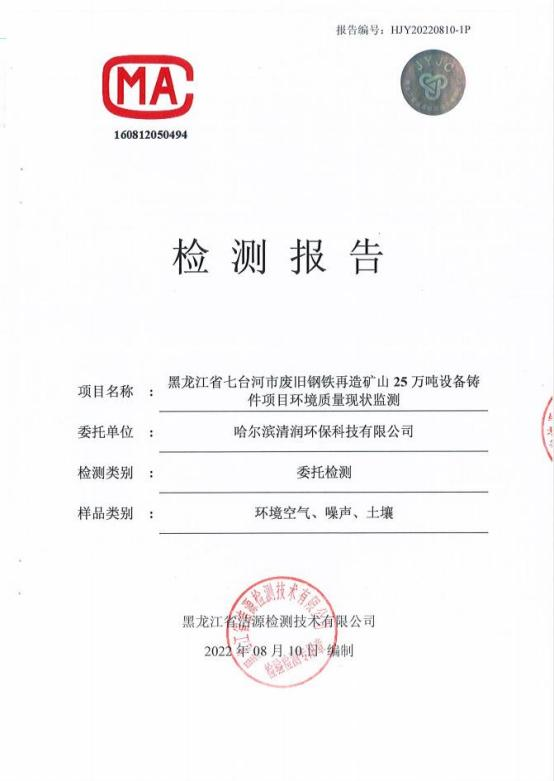 报告编号：HJY20220810-1P
MA
JYJC
160812050494
检测报告
项目名称：黑龙江省七台河市废旧钢铁再造矿山 25 万吨设备铸
件项目环境质量现状监测
委托单位：哈尔滨清润环保科技有限公司
检测类别：委托检测
样品类别：环境空气、噪声、土壤
黑龙江省洁源检测技术有限公司
2022 年 08 月 10 日 编制